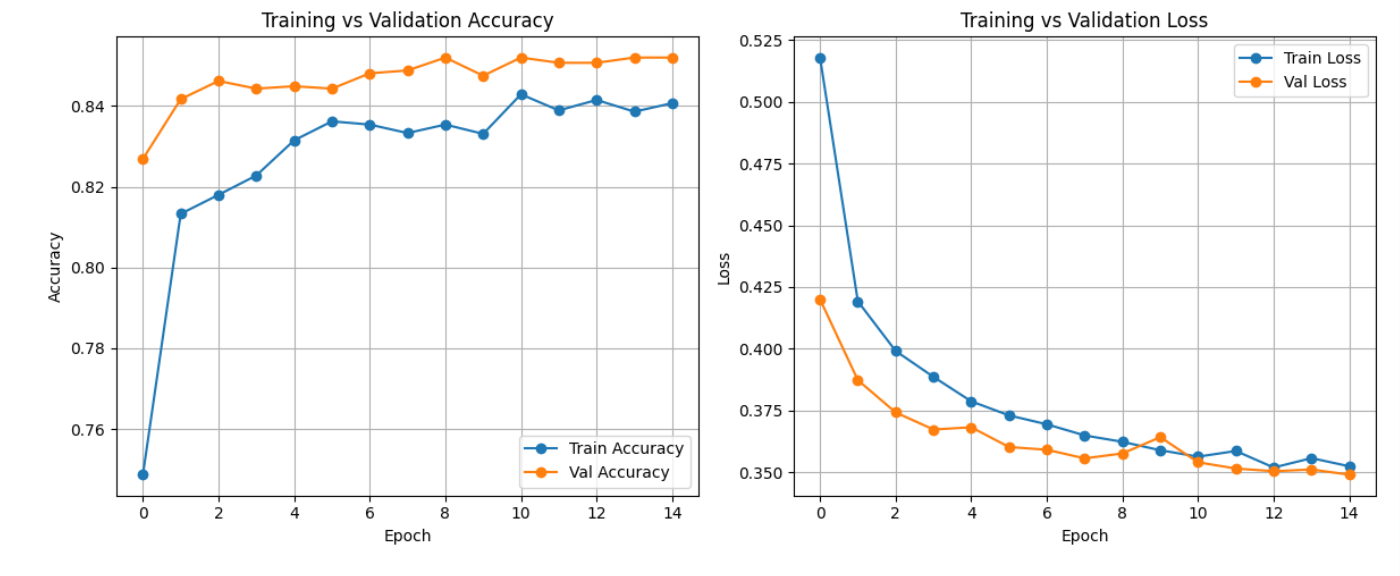 Training vs Validation Accuracy
0.84
0.82
0.80
0.78
0.76
Accuracy
0 2 4 6 8 10 12 14
Epoch
Train Accuracy
Val Accuracy
Training vs Validation Loss
0.525
0.500
0.475
0.450
0.425
0.400
0.375
0.350
Loss
0 2 4 6 8 10 12 14
Epoch
Train Loss
Val Loss